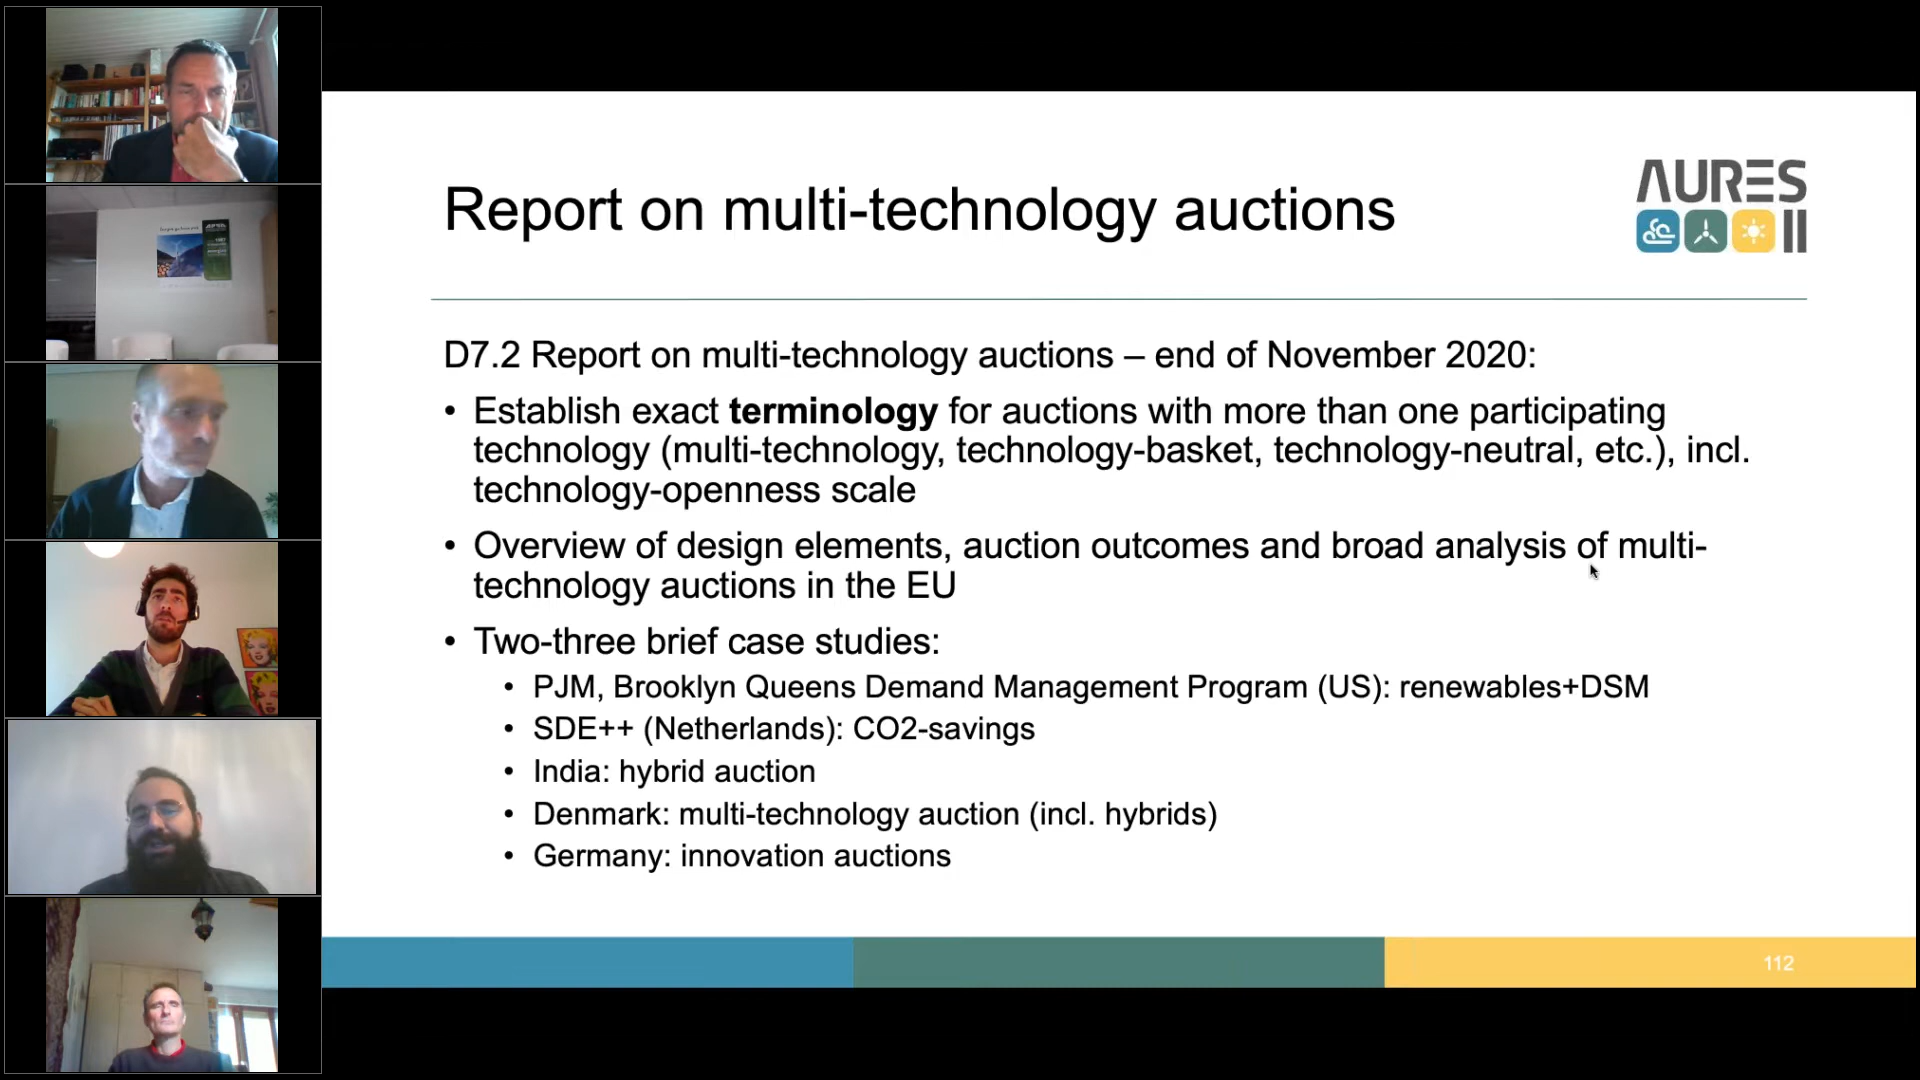 Report on multi-technology auctions
AURES
II
D7.2 Report on multi-technology auctions – end of November 2020:
• Establish exact terminology for auctions with more than one participating
technology (multi-technology, technology-basket, technology-neutral, etc.), incl.
technology-openness scale
• Overview of design elements, auction outcomes and broad analysis of multi-
technology auctions in the EU
• Two-three brief case studies:
• PJM, Brooklyn Queens Demand Management Program (US): renewables+DSM
• SDE++ (Netherlands): CO2-savings
• India: hybrid auction
• Denmark: multi-technology auction (incl. hybrids)
• Germany: innovation auctions
112